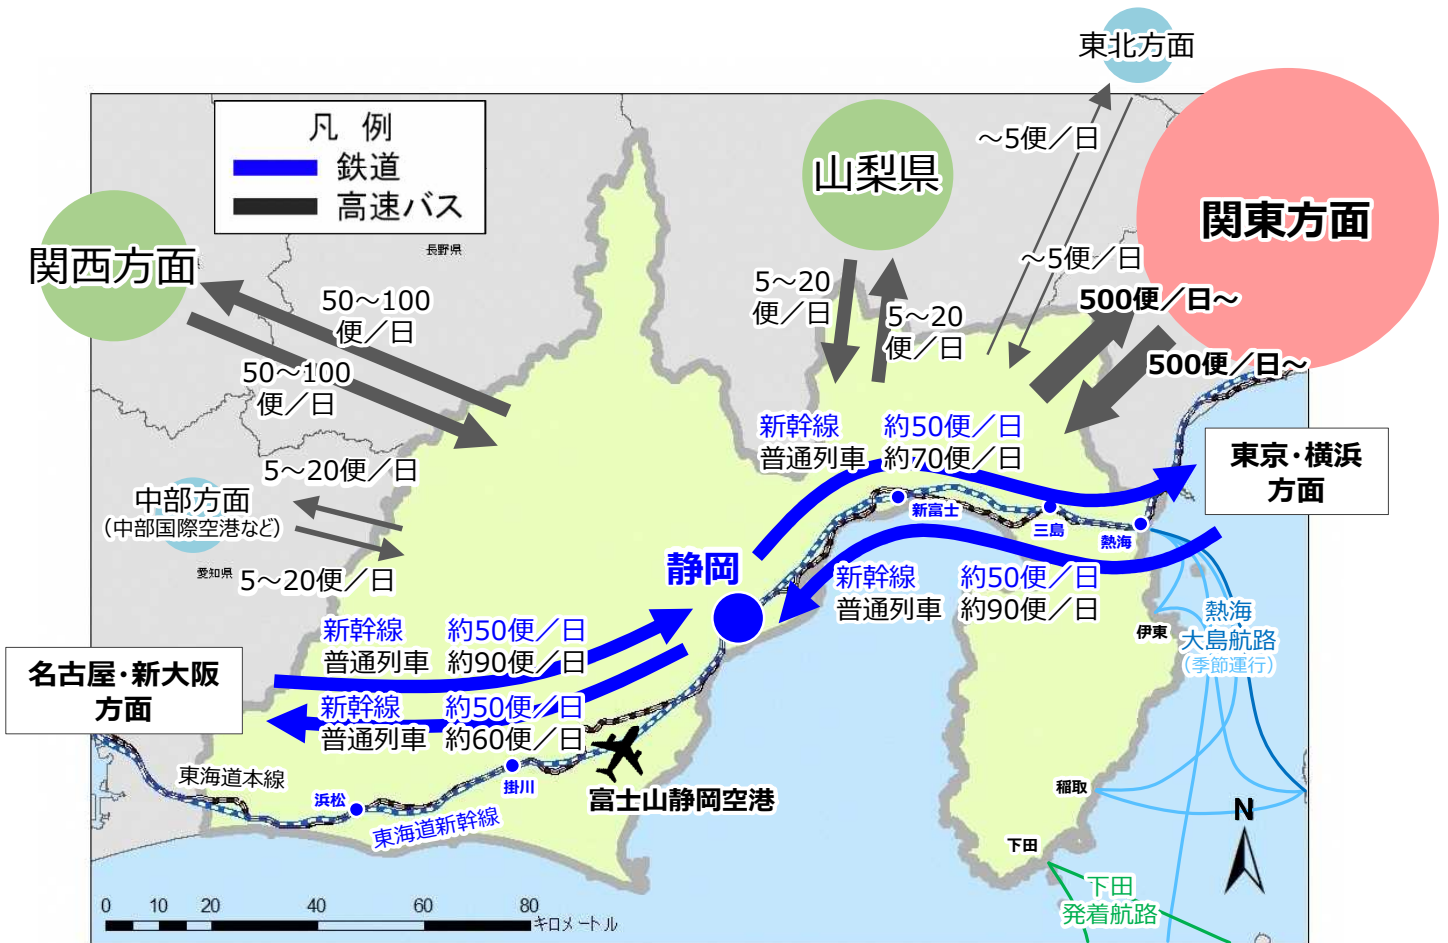 東北方面
凡 例
鉄道
高速バス
山梨県
関東方面
関西方面
長野県
～5便／日
～5便／日
500便／日～
500便／日～
5～20
便／日
5～20
便／日
50～100
便／日
50～100
便／日
5～20便／日
中部方面
（中部国際空港など）
5～20便／日
愛知県
新幹線 約50便／日
普通列車 約70便／日
東京・横浜
方面
新富士
三島
熱海
静岡
新幹線 約50便／日
普通列車 約90便／日
伊東
熱海
大島航路
（季節運行）
新幹線 約50便／日
普通列車 約90便／日
名古屋・新大阪
方面
新幹線 約50便／日
普通列車 約60便／日
東海道本線
浜松
掛川
東海道新幹線
富士山静岡空港
稲取
下田
N
下田
発着航路
0 10 20 40 60 80
キロメートル